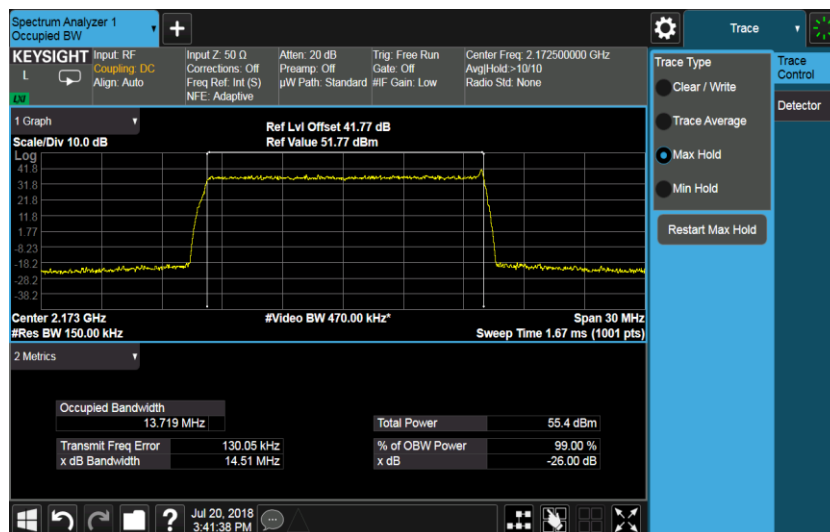 Spectrum Analyzer 1
Occupied BW
+
Trace
KEYSIGHT
L
LXI
Input: RF
Coupling: DC
Align: Auto
Input Z: 50 Ω
Corrections: Off
Freq Ref: Int (S)
NFE: Adaptive
Atten: 20 dB
Preamp: Off
µW Path: Standard
Trig: Free Run
Gate: Off
#IF Gain: Low
Center Freq: 2.172500000 GHz
Avg|Hold:>10/10
Radio Std: None
1 Graph
Scale/Div 10.0 dB
Ref Lvl Offset 41.77 dB
Ref Value 51.77 dBm
Log
41.8
31.8
21.8
11.8
1.77
-8.23
-18.2
-28.2
-38.2
Center 2.173 GHz
#Video BW 470.00 kHz*
Span 30 MHz
#Res BW 150.00 kHz
Sweep Time 1.67 ms (1001 pts)
2 Metrics
Occupied Bandwidth
13.719 MHz
Total Power 55.4 dBm
Transmit Freq Error 130.05 kHz
% of OBW Power 99.00 %
x dB Bandwidth 14.51 MHz
x dB -26.00 dB
Trace Type
Clear / Write
Trace Average
Max Hold
Min Hold
Restart Max Hold
Trace
Control
Detector
?
Jul 20, 2018
3:41:38 PM